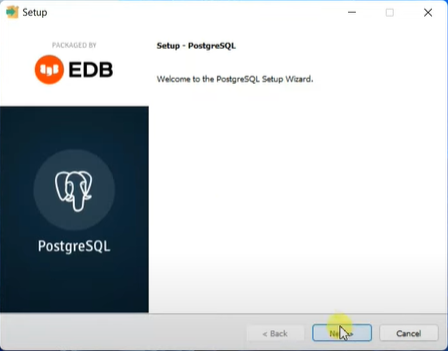 Setup
PACKAGED BY
EDB
Setup - PostgreSQL
Welcome to the PostgreSQL Setup Wizard.
PostgreSQL
< Back
Cancel